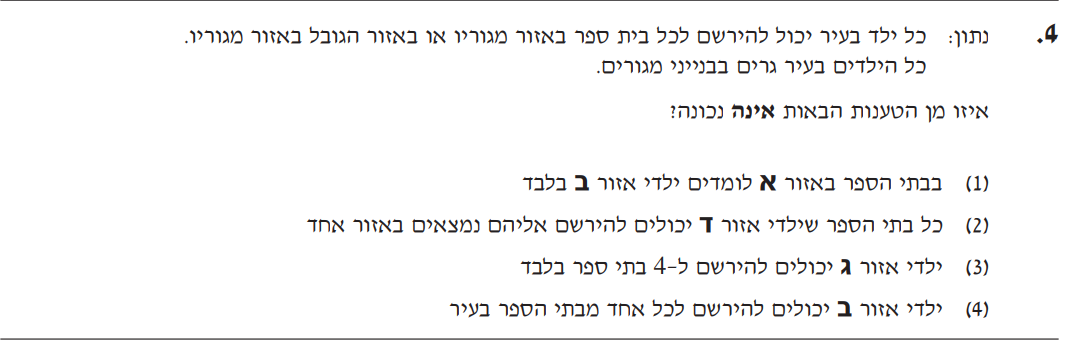 4. נתון: כל ילד בעיר יכול להירשם לכל בית ספר באזור מגוריו או באזור הגובל באזור מגוריו.
כל הילדים בעיר גרים בבנייני מגורים.
איזו מן הטענות הבאות אינה נכונה?
(1) בבתי הספר באזור א לומדים ילדי אזור ב בלבד
(2) כל בתי הספר שילדי אזור ד יכולים להירשם אליהם נמצאים באזור אחד
(3) ילדי אזור ג יכולים להירשם ל-4 בתי ספר בלבד
(4) ילדי אזור ב יכולים להירשם לכל אחד מבתי הספר בעיר